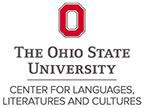 O
THE OHIO STATE
UNIVERSITY
CENTER FOR LANGUAGES,
LITERATURES AND CULTURES